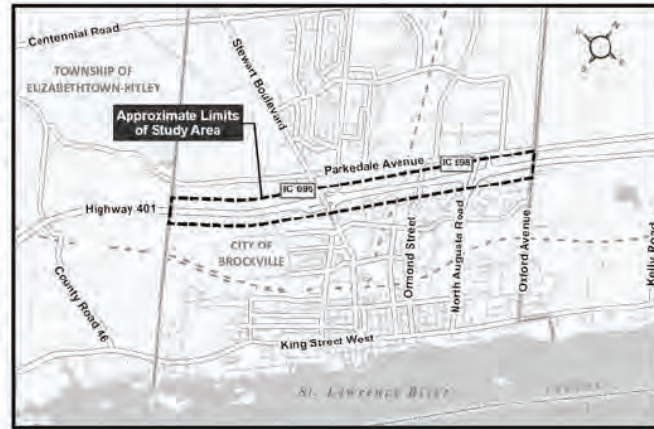 Centennial Road
Stewart Boulevard
TOWNSHIP OF
ELIZABETHTOWN-KITLEY
Approximate Limits
of Study Area
Parkedale Avenue
IC 696
IC 698
Highway 401
CITY OF
BROCKVILLE
County Road 46
Ormond Street
North Augusta Road
Oxford Avenue
Kelly Road
King Street West
St. Lawrence River